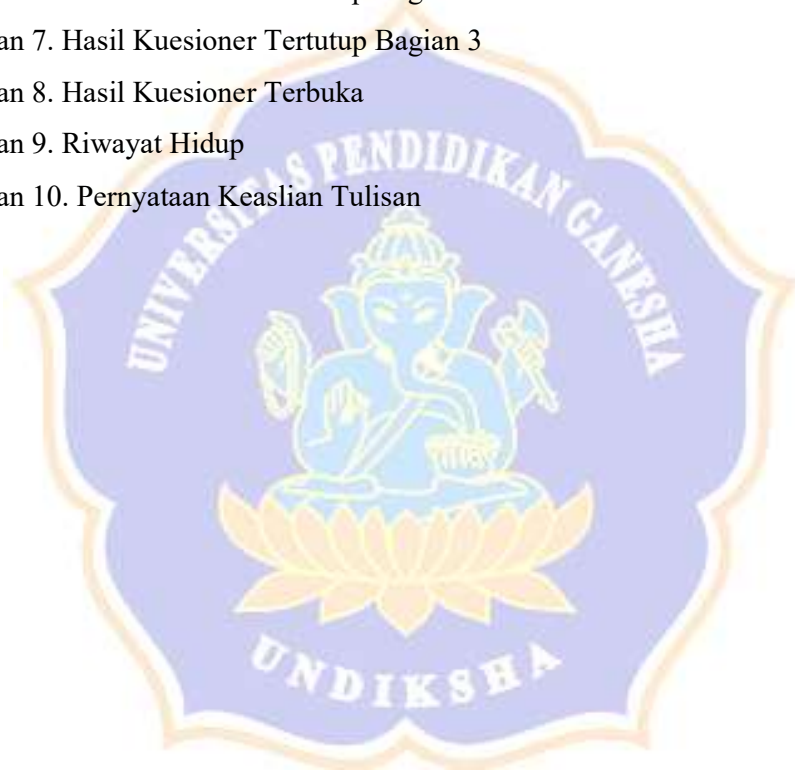 an 7. Hasil Kuesioner Tertutup Bagian 3
an 8. Hasil Kuesioner Terbuka
an 9. Riwayat Hidup
an 10. Pernyataan Keaslian Tulisan
UNIVERSITAS PENDIDIKAN GANESHA
UNDIKSHA